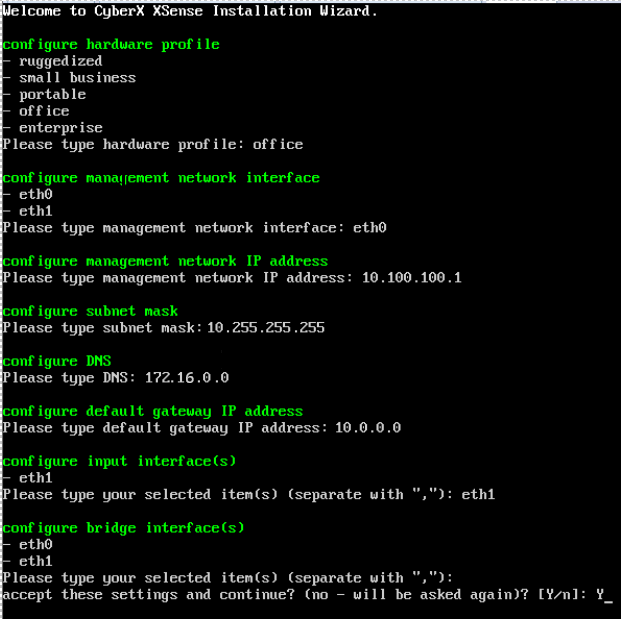 Welcome to CyberX XSense Installation Wizard.
configure hardware profile
- ruggedized
- small business
- portable
- office
- enterprise
Please type hardware profile: office
configure management network interface
- eth0
- eth1
Please type management network interface: eth0
configure management network IP address
Please type management network IP address: 10.100.100.1
configure subnet mask
Please type subnet mask: 10.255.255.255
configure DNS
Please type DNS: 172.16.0.0
configure default gateway IP address
Please type default gateway IP address: 10.0.0.0
configure input interface(s)
- eth1
Please type your selected item(s) (separate with ","): eth1
configure bridge interface(s)
- eth0
- eth1
Please type your selected item(s) (separate with ","):
accept these settings and continue? (no - will be asked again)? [Y/n]: Y_